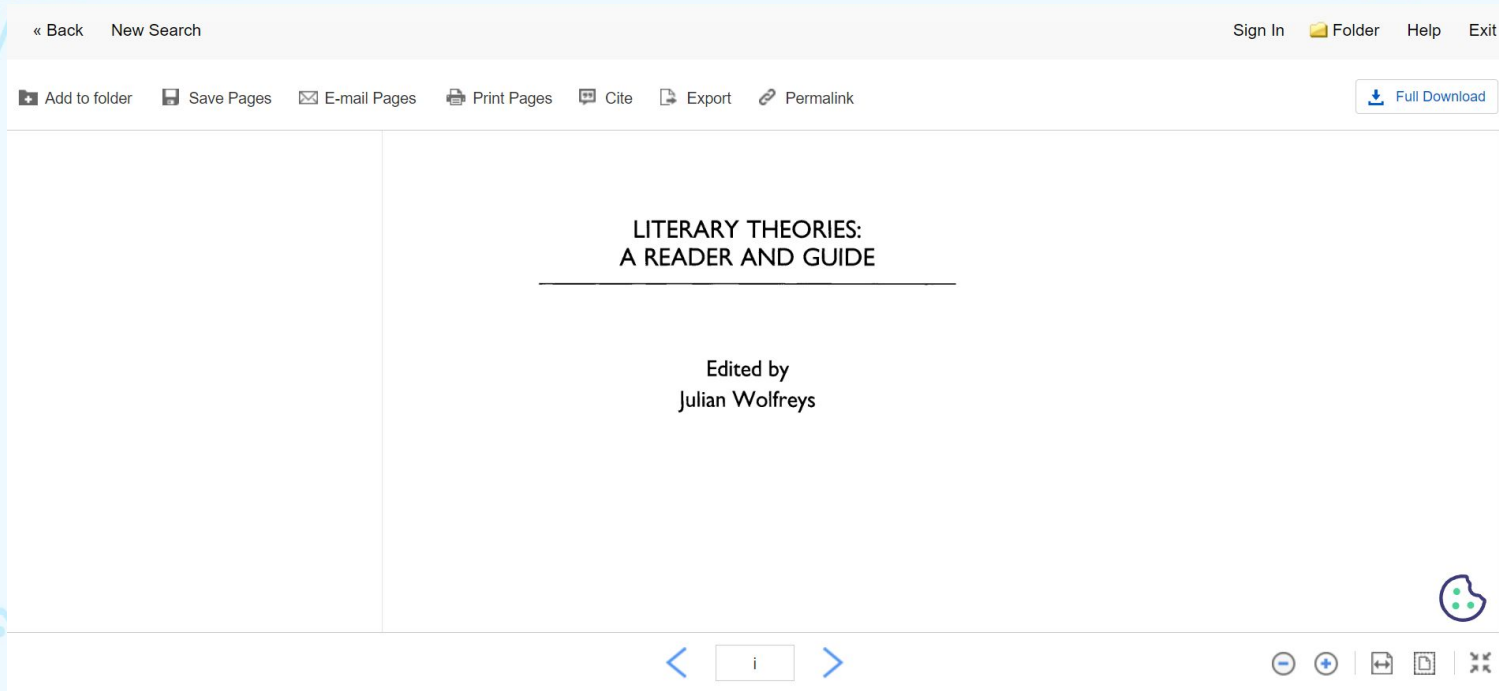 « Back New Search Sign In Folder Help Exit
Add to folder Save Pages E-mail Pages Print Pages Cite Export Permalink Full Download
LITERARY THEORIES:
A READER AND GUIDE
Edited by
Julian Wolfreys
i